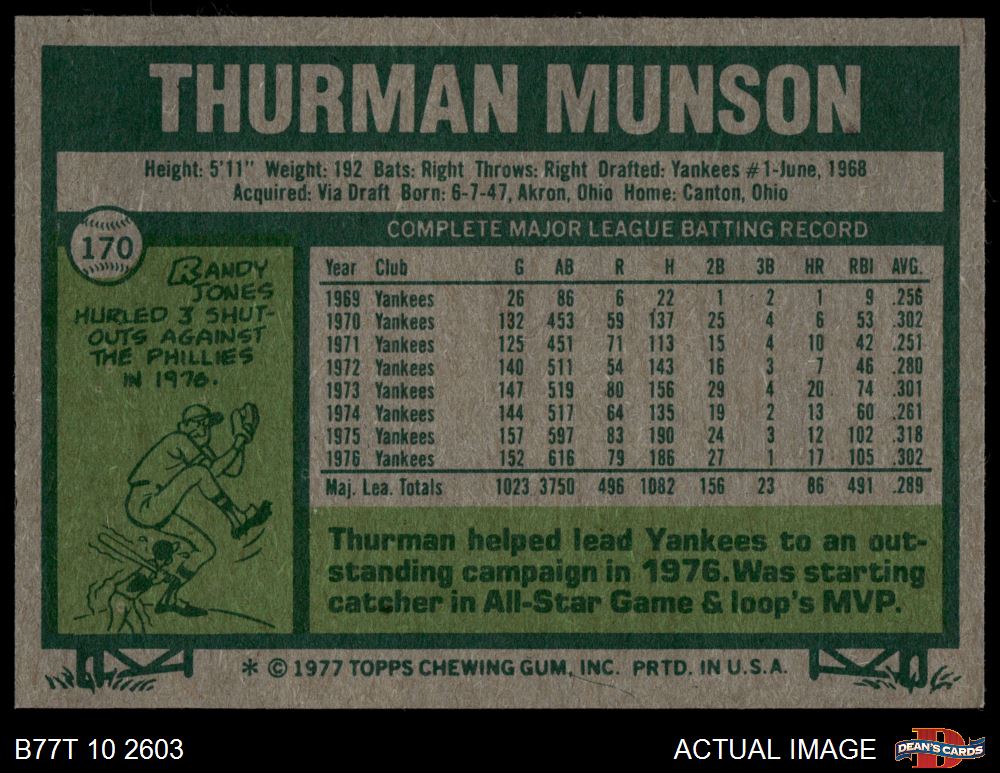 THURMAN MUNSON
Height: 5'11" Weight: 192 Bats: Right Throws: Right Drafted: Yankees #1-June, 1968
Acquired: Via Draft Born: 6-7-47, Akron, Ohio Home: Canton, Ohio
170
RANDY
JONES
HURLED 3 SHUT-
OUTS AGAINST
THE PHILLIES
IN 1976.
COMPLETE MAJOR LEAGUE BATTING RECORD
Year Club G AB R H 2B 3B HR RBI AVG.
1969 Yankees 26 86 6 22 1 2 1 9 .256
1970 Yankees 132 453 59 137 25 4 6 53 .302
1971 Yankees 125 451 71 113 15 4 10 42 .251
1972 Yankees 140 511 54 143 16 3 7 46 .280
1973 Yankees 147 519 80 156 29 4 20 74 .301
1974 Yankees 144 517 64 135 19 2 13 60 .261
1975 Yankees 157 597 83 190 24 3 12 102 .318
1976 Yankees 152 616 79 186 27 1 17 105 .302
Maj. Lea. Totals 1023 3750 496 1082 156 23 86 491 .289
Thurman helped lead Yankees to an out-
standing campaign in 1976.Was starting
catcher in All-Star Game & loop's MVP.
* © 1977 TOPPS CHEWING GUM, INC. PRTD. IN U.S.A.
B77T 10 2603
ACTUAL IMAGE
D
DEAN'S CARDS